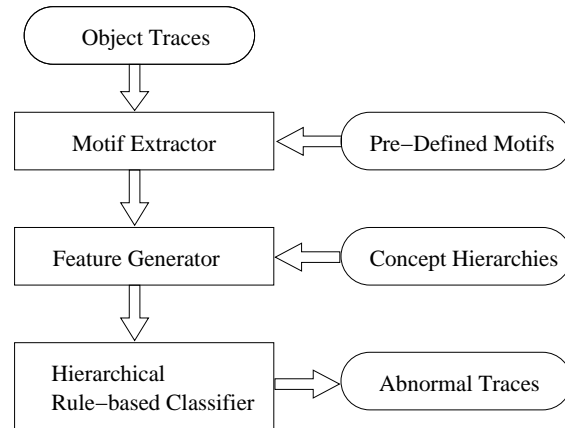 Object Traces
Motif Extractor
Pre−Defined Motifs
Feature Generator
Concept Hierarchies
Hierarchical
Rule−based Classifier
Abnormal Traces